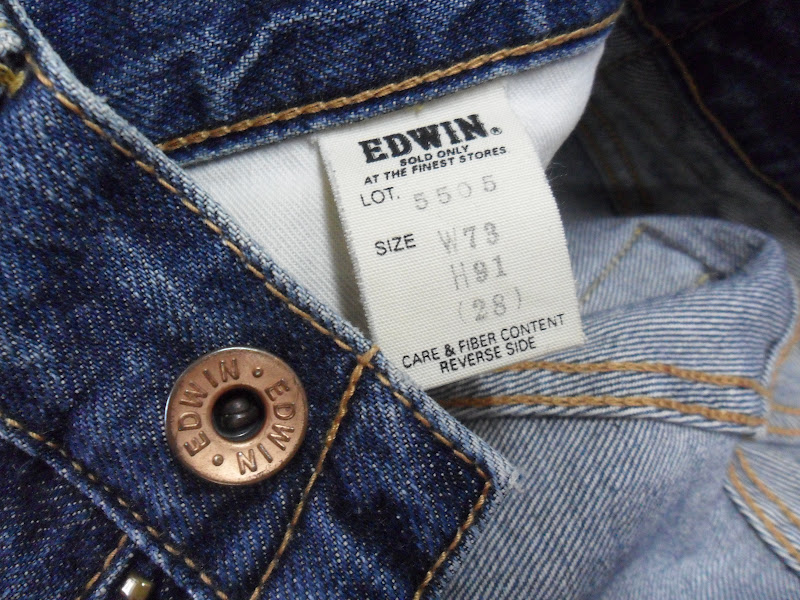 EDWIN.®
SOLD ONLY
AT THE FINEST STORES
LOT. 5505
SIZE W73
H91
(28)
CARE & FIBER CONTENT
REVERSE SIDE
EDWIN • EDWIN • EDWIN •